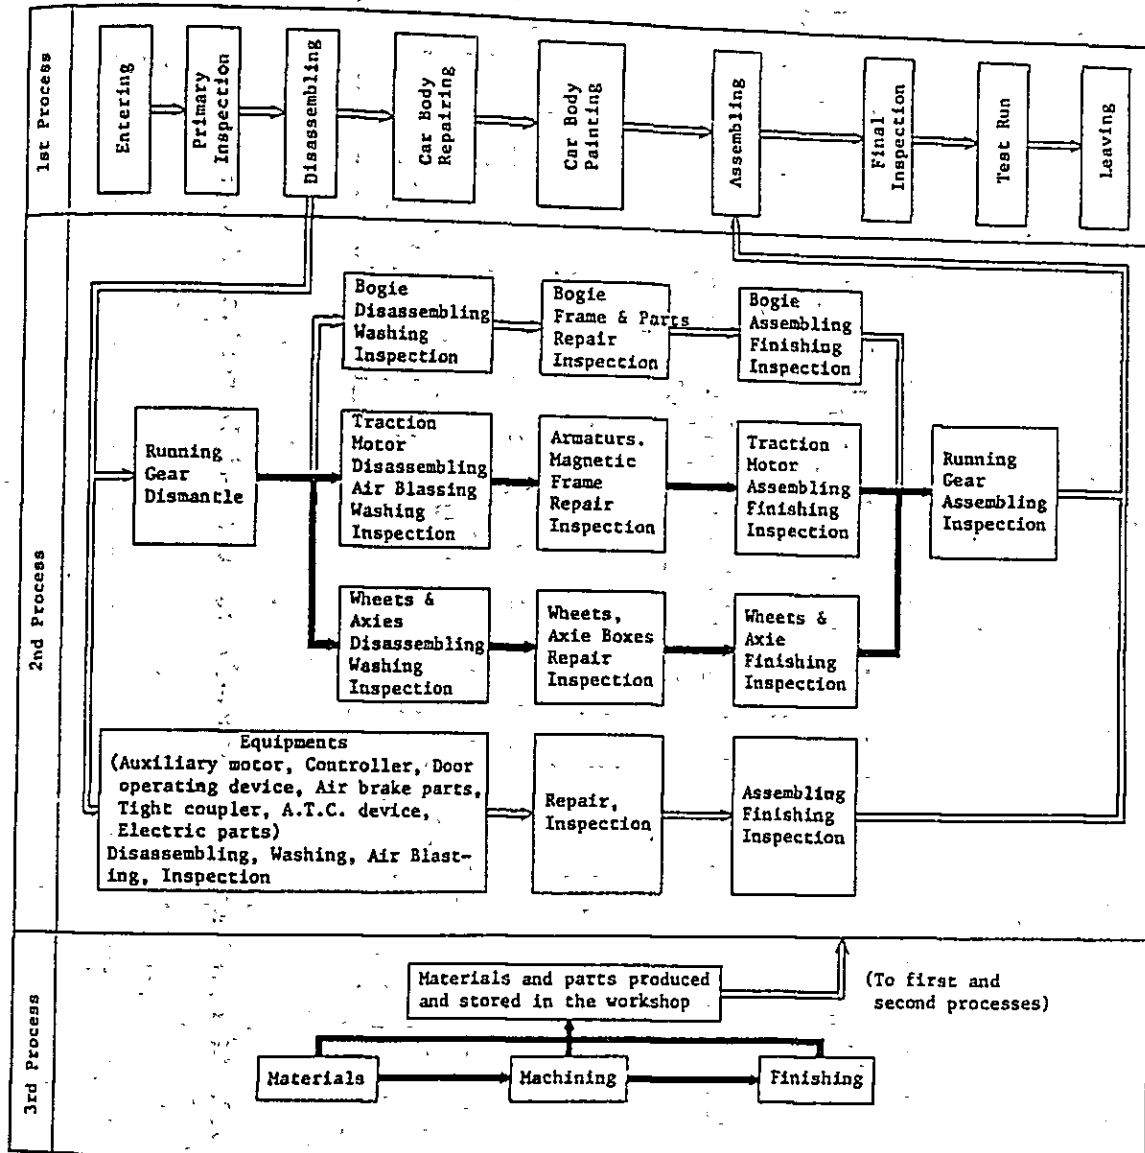 1st Process
Entering
Primary
Inspection
Disassembling
Car Body
Repairing
Car Body
Painting
Assembling
Final
Inspection
Test Run
Leaving
2nd Process
Running
Gear
Dismantle
Bogie
Disassembling
Washing
Inspection
Bogie
Frame & Parts
Repair
Inspection
Bogie
Assembling
Finishing
Inspection
Traction
Motor
Disassembling
Air Blassing
Washing
Inspection
Armaturs.
Magnetic
Frame
Repair
Inspection
Traction
Motor
Assembling
Finishing
Inspection
Running
Gear
Assembling
Inspection
Wheets &
Axies
Disassembling
Washing
Inspection
Wheets,
Axie Boxes
Repair
Inspection
Wheets &
Axie
Finishing
Inspection
Equipments
(Auxiliary motor, Controller, Door
operating device, Air brake parts,
Tight coupler, A.T.C. device,
Electric parts)
Disassembling, Washing, Air Blast-
ing, Inspection
Repair,
Inspection
Assembling
Finishing
Inspection
3rd Process
Materials and parts produced
and stored in the workshop
(To first and
second processes)
Materials
Machining
Finishing